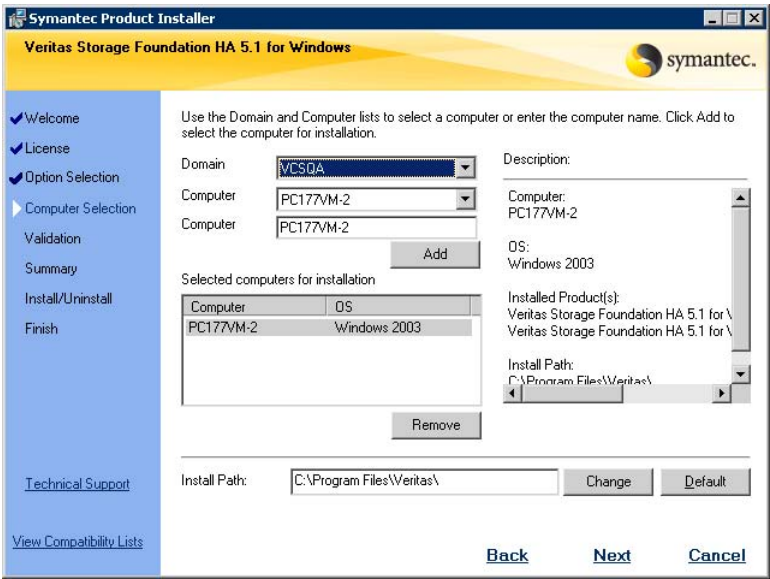 Symantec Product Installer
Veritas Storage Foundation HA 5.1 for Windows
symantec.
Welcome
License
Option Selection
Computer Selection
Validation
Summary
Install/Uninstall
Finish
Technical Support
View Compatibility Lists
Use the Domain and Computer lists to select a computer or enter the computer name. Click Add to
select the computer for installation.
Domain
VCSQA
Computer
PC177VM-2
Computer
PC177VM-2
Add
Selected computers for installation
Computer OS
PC177VM-2 Windows 2003
Remove
Description:
Computer:
PC177VM-2
OS:
Windows 2003
Installed Product(s):
Veritas Storage Foundation HA 5.1 for \
Veritas Storage Foundation HA 5.1 for \
Install Path:
C:\Program Files\Veritas\
Install Path:
C:\Program Files\Veritas\
Change
Default
Back
Next
Cancel